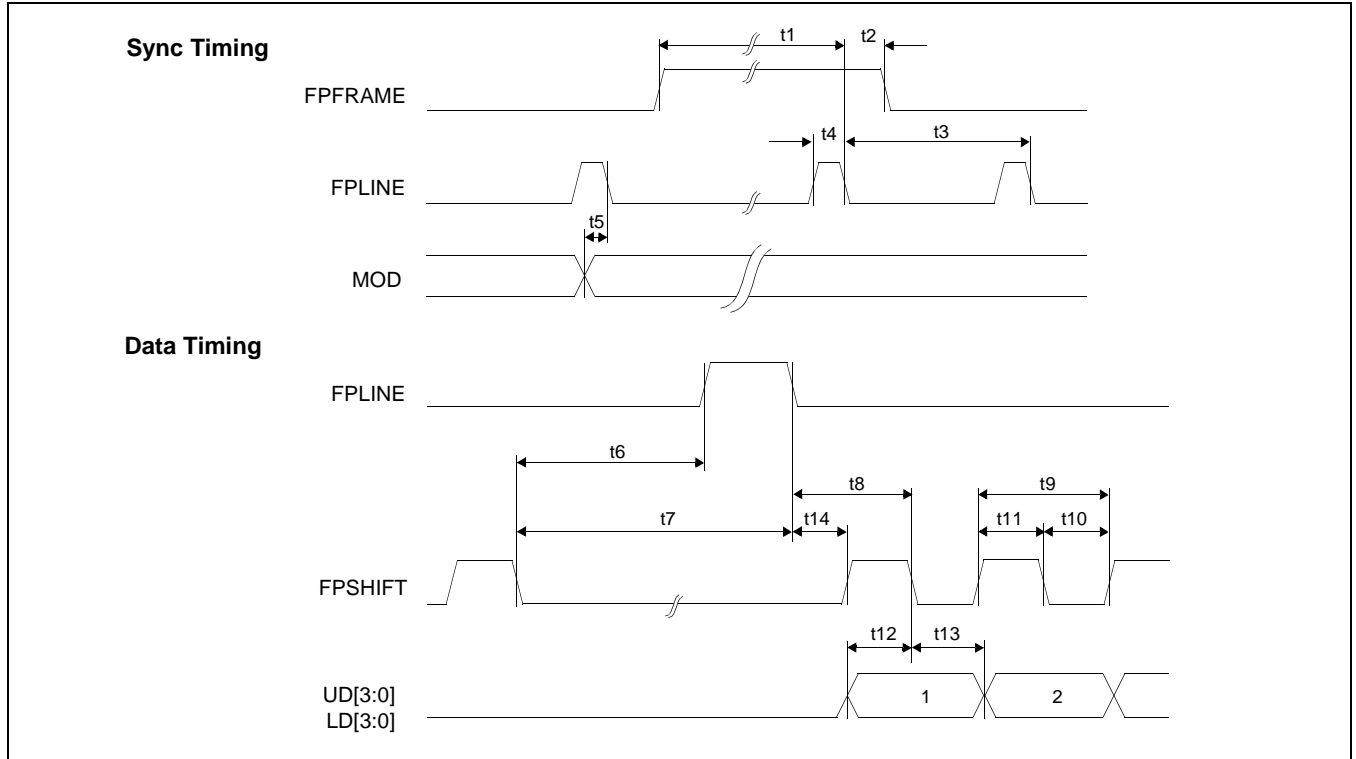 Sync Timing
t1
t2
FPFRAME
t4
t3
FPLINE
t5
MOD
Data Timing
FPLINE
t6
t8
t9
t7
t14
t11
t10
FPSHIFT
t12
t13
UD[3:0]
1
2
LD[3:0]